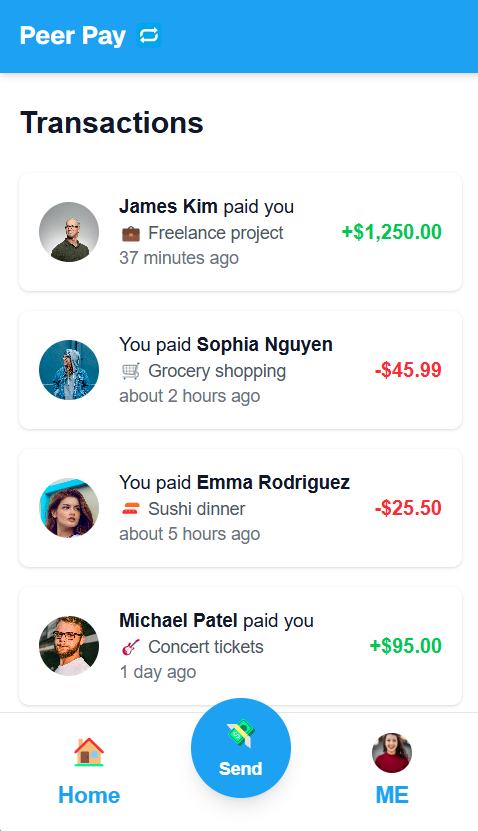 Peer Pay
Transactions
James Kim paid you
Freelance project
+$1,250.00
37 minutes ago
You paid Sophia Nguyen
Grocery shopping
-$45.99
about 2 hours ago
You paid Emma Rodriguez
Sushi dinner
-$25.50
about 5 hours ago
Michael Patel paid you
Concert tickets
+$95.00
1 day ago
Send
Home
ME